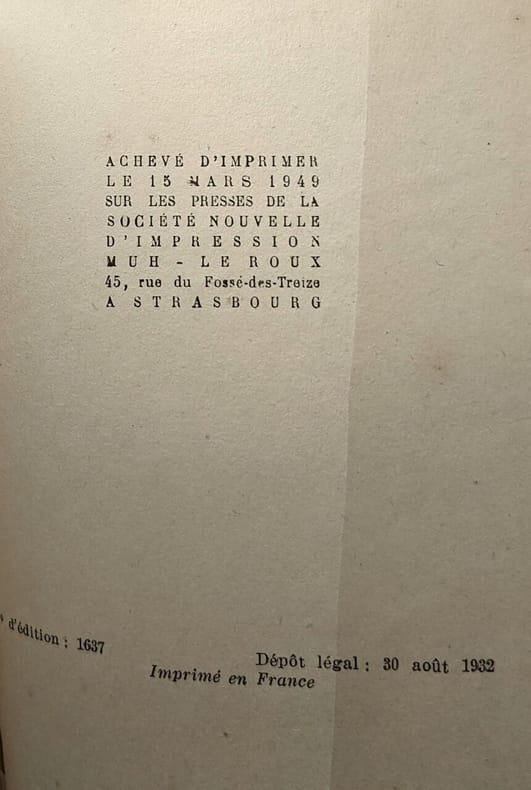 ACHEVÉ D'IMPRIMER
LE 15 MARS 1949
SUR LES PRESSES DE LA
SOCIÉTÉ NOUVELLE
D'IMPRESSION
MUH - LE ROUX
45, rue du Fossé-des-Treize
A STRASBOURG
d'édition : 1637
Dépôt légal : 30 août 1932
Imprimé en France